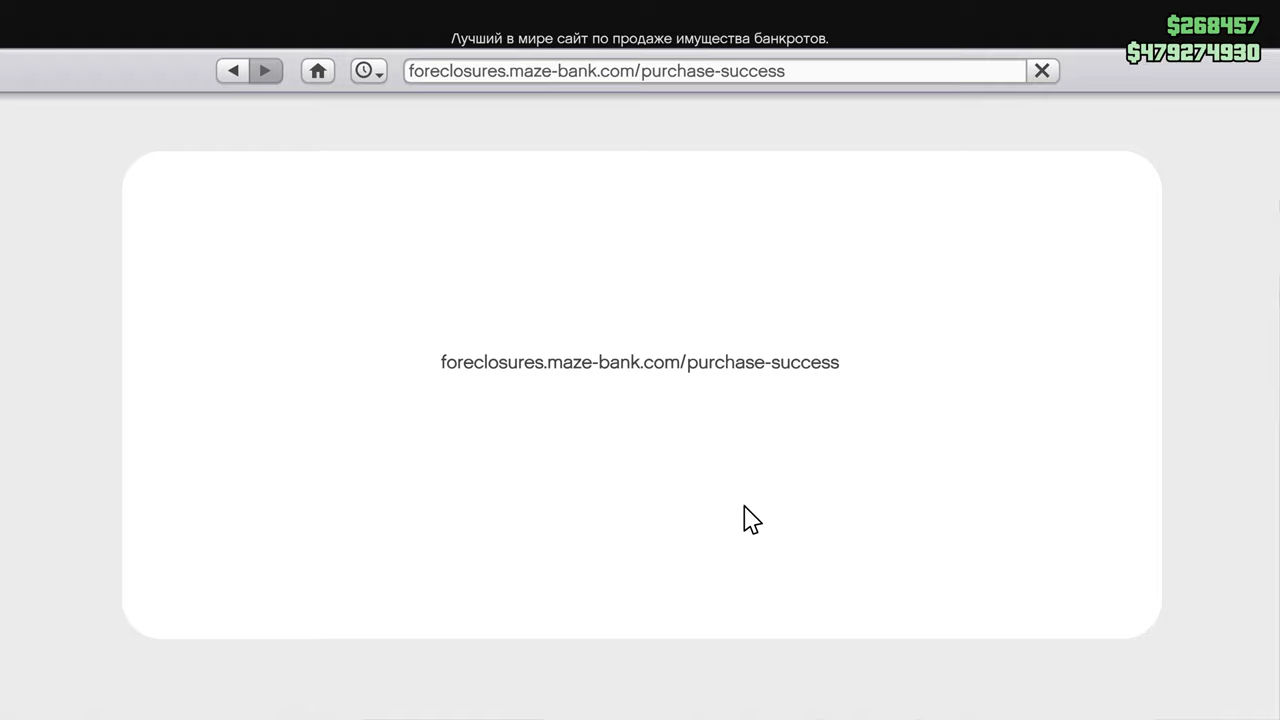 $268457
Лучший в мире сайт по продаже имущества банкротов.
$479274930
foreclosures.maze-bank.com/purchase-success
foreclosures.maze-bank.com/purchase-success